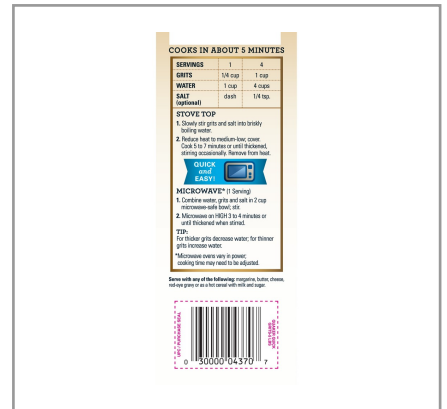 COOKS IN ABOUT 5 MINUTES
SERVINGS 1 4
GRITS 1/4 cup 1 cup
WATER 1 cup 4 cups
SALT dash 1/4 tsp.
(optional)
STOVE TOP
1. Slowly stir grits and salt into briskly
boiling water.
2. Reduce heat to medium-low; cover.
Cook 5 to 7 minutes or until thickened,
stirring occasionally. Remove from heat.
QUICK
and
EASY!
MICROWAVE* (1 Serving)
1. Combine water, grits and salt in 2 cup
microwave-safe bowl; stir.
2. Microwave on HIGH 3 to 4 minutes or
until thickened when stirred.
TIP:
For thicker grits decrease water; for thinner
grits increase water.
*Microwave ovens vary in power;
cooking time may need to be adjusted.
Serve with any of the following: margarine, butter, cheese,
red-eye gravy or as a hot cereal with milk and sugar.
UPC / PURCHASE SEAL
0 30000 04370 7